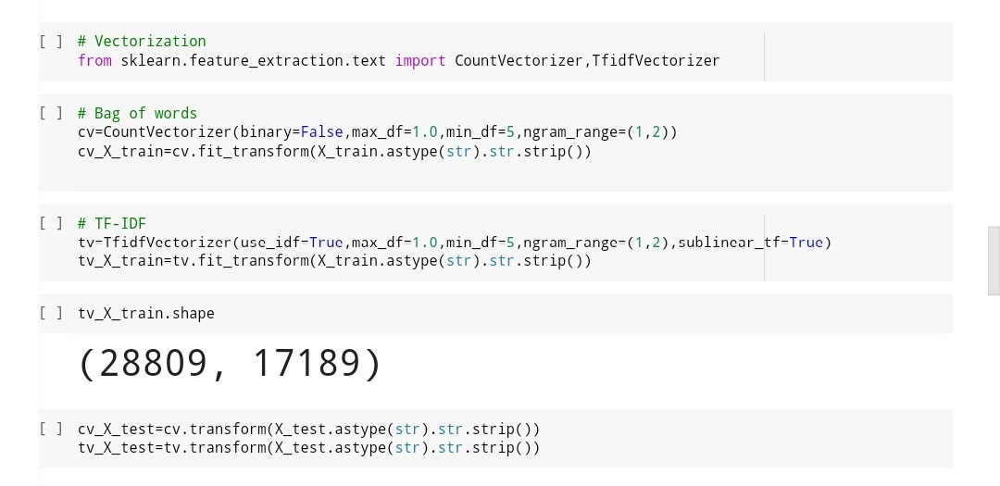 [ ] # Vectorization
from sklearn.feature_extraction.text import CountVectorizer,TfidfVectorizer
[ ] # Bag of words
cv=CountVectorizer(binary=False,max_df=1.0,min_df=5,ngram_range=(1,2))
cv_X_train=cv.fit_transform(X_train.astype(str).str.strip())
[ ] # TF-IDF
tv=TfidfVectorizer(use_idf=True,max_df=1.0,min_df=5,ngram_range=(1,2),sublinear_tf=True)
tv_X_train=tv.fit_transform(X_train.astype(str).str.strip())
[ ] tv_X_train.shape
(28809, 17189)
[ ] cv_X_test=cv.transform(X_test.astype(str).str.strip())
tv_X_test=tv.transform(X_test.astype(str).str.strip())